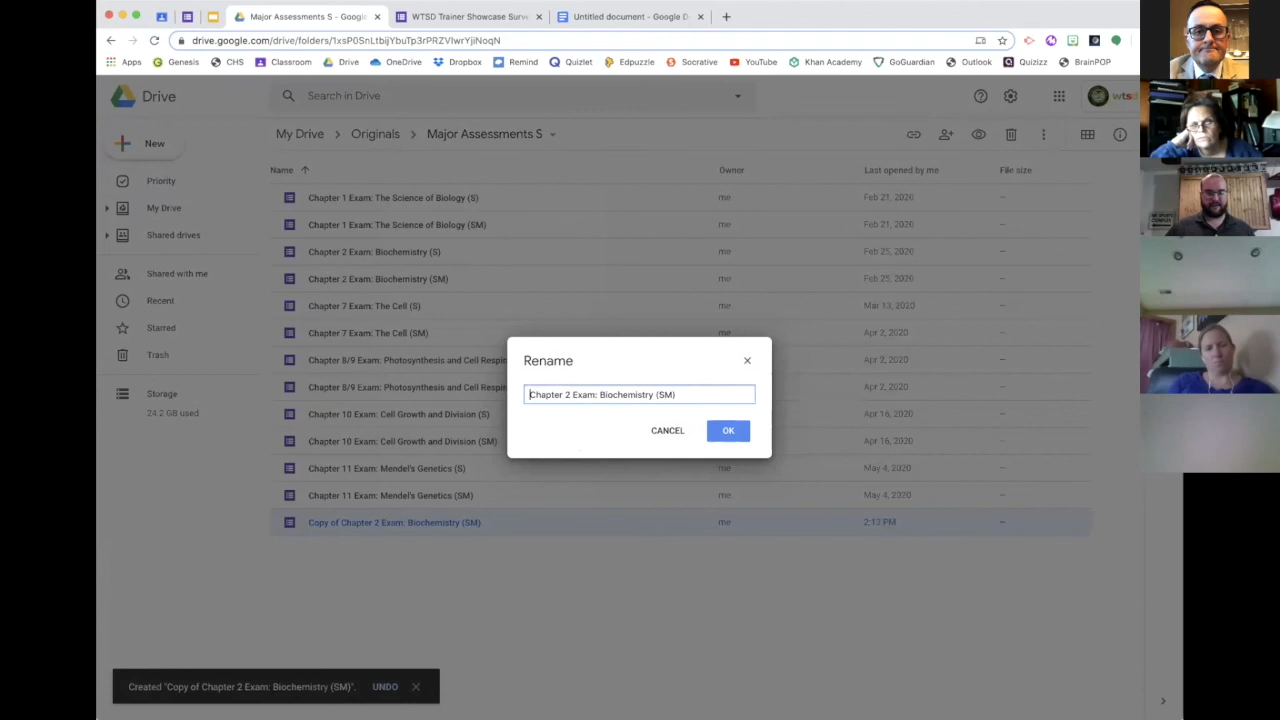 Major Assessments S - Google
WTSD Trainer Showcase Surve
Untitled document - Google D
drive.google.com/drive/folders/1xsP0SnLtbijYbuTp3rPRZVIwrYjiNoqN
Apps
Genesis
CHS
Classroom
Drive
OneDrive
Dropbox
Remind
Quizlet
Edpuzzle
Socrative
YouTube
Khan Academy
GoGuardian
Outlook
Quizizz
BrainPOP
Drive
Search in Drive
wtsd
New
My Drive
Originals
Major Assessments S
Name
Owner
Last opened by me
File size
Priority
My Drive
Shared drives
Shared with me
Recent
Starred
Trash
Storage
24.2 GB used
Chapter 1 Exam: The Science of Biology (S) me Feb 21, 2020 —
Chapter 1 Exam: The Science of Biology (SM) me Feb 21, 2020 —
Chapter 2 Exam: Biochemistry (S) me Feb 25, 2020 —
Chapter 2 Exam: Biochemistry (SM) me Feb 25, 2020 —
Chapter 7 Exam: The Cell (S) me Mar 13, 2020 —
Chapter 7 Exam: The Cell (SM) me Apr 2, 2020 —
Chapter 8/9 Exam: Photosynthesis and Cell Respir Apr 2, 2020 —
Chapter 8/9 Exam: Photosynthesis and Cell Respir Apr 2, 2020 —
Chapter 10 Exam: Cell Growth and Division (S) Apr 16, 2020 —
Chapter 10 Exam: Cell Growth and Division (SM) Apr 16, 2020 —
Chapter 11 Exam: Mendel's Genetics (S) me May 4, 2020 —
Chapter 11 Exam: Mendel's Genetics (SM) me May 4, 2020 —
Copy of Chapter 2 Exam: Biochemistry (SM) me 2:13 PM —
Rename
Chapter 2 Exam: Biochemistry (SM)
CANCEL
OK
Created "Copy of Chapter 2 Exam: Biochemistry (SM)".
UNDO